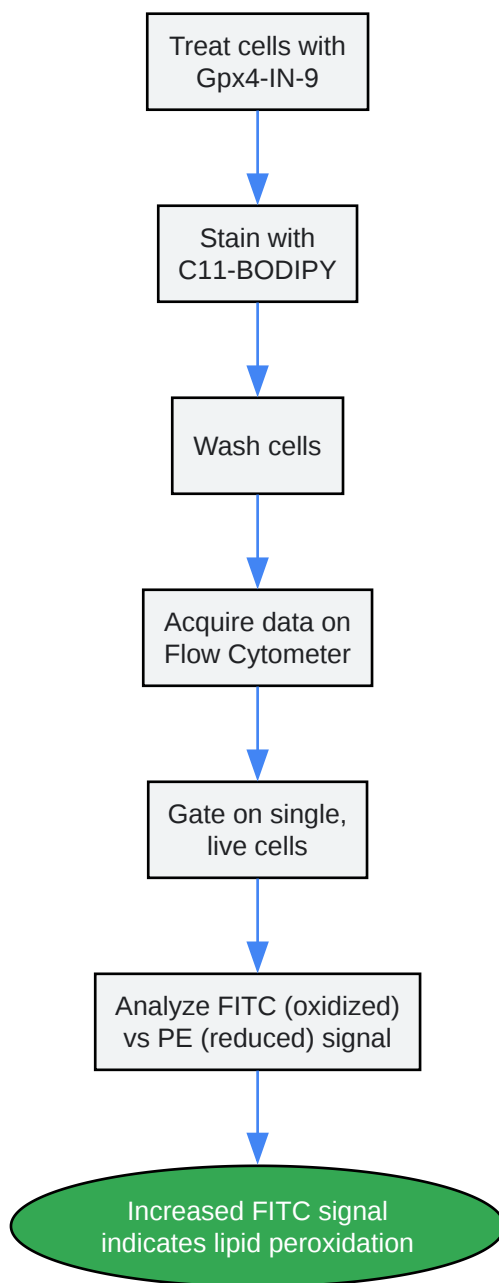 Treat cells with
Gpx4-IN-9
Stain with
C11-BODIPY
Wash cells
Acquire data on
Flow Cytometer
Gate on single,
live cells
Analyze FITC (oxidized)
vs PE (reduced) signal
Increased FITC signal
indicates lipid peroxidation